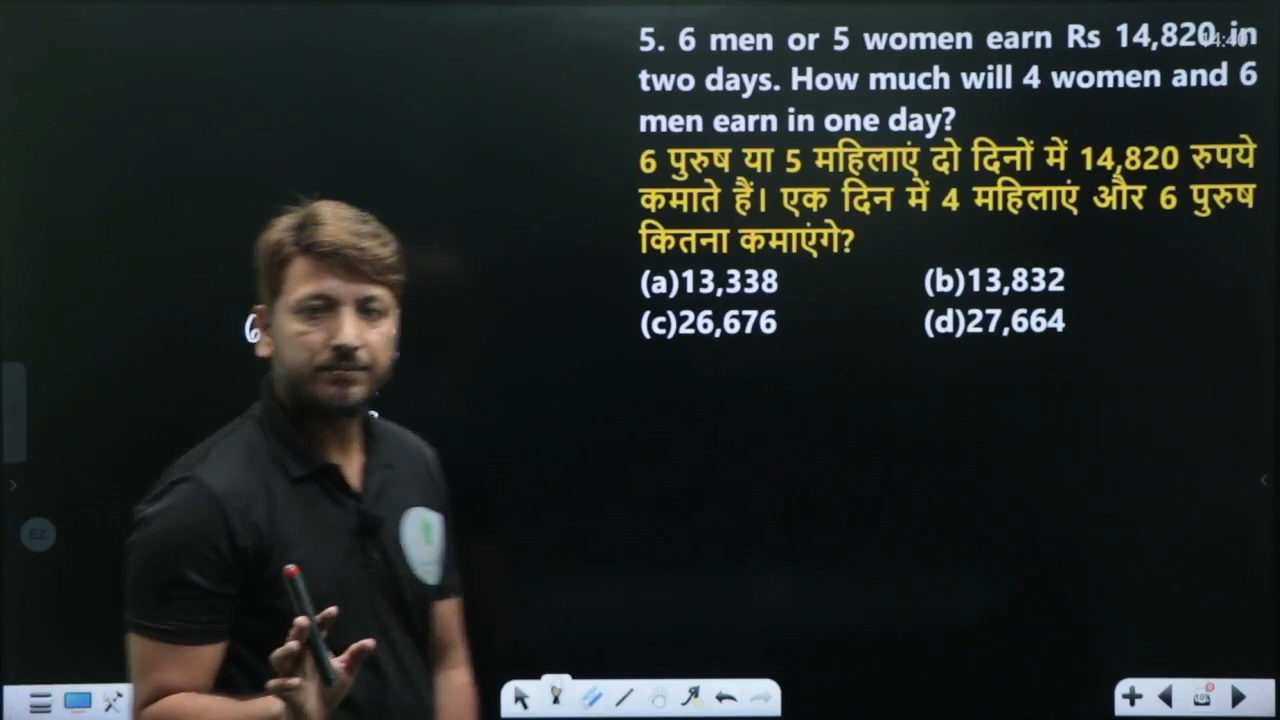 5. 6 men or 5 women earn Rs 14,820 in
two days. How much will 4 women and 6
men earn in one day?
6 पुरुष या 5 महिलाएं दो दिनों में 14,820 रुपये
कमाते हैं। एक दिन में 4 महिलाएं और 6 पुरुष
कितना कमाएंगे?
(a)13,338 (b)13,832
(c)26,676 (d)27,664
EZ